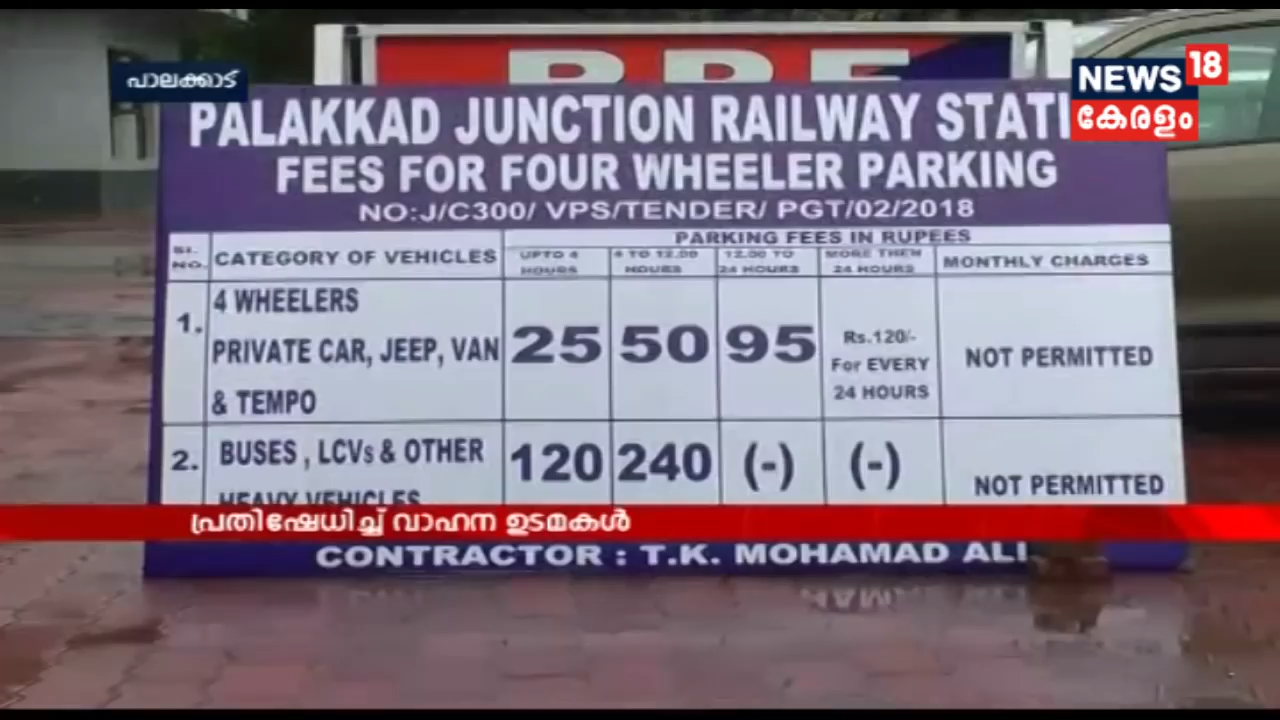 പാലക്കാട്
NEWS 18
കേരളം
PALAKKAD JUNCTION RAILWAY STATI
FEES FOR FOUR WHEELER PARKING
NO:J/C300/ VPS/TENDER/ PGT/02/2018
PARKING FEES IN RUPEES
SL. NO. CATEGORY OF VEHICLES UPTO 4 HOURS 4 TO 12.00 HOURS 12.00 TO 24 HOURS MORE THEN 24 HOURS MONTHLY CHARGES
1. 4 WHEELERS
PRIVATE CAR, JEEP, VAN
& TEMPO
25 50 95
Rs.120/-
For EVERY
24 HOURS
NOT PERMITTED
2. BUSES , LCVs & OTHER
HEAVY VEHICLES
120 240 (-) (-)
NOT PERMITTED
പ്രതിഷേധിച്ച് വാഹന ഉടമകൾ
CONTRACTOR : T.K. MOHAMAD ALI